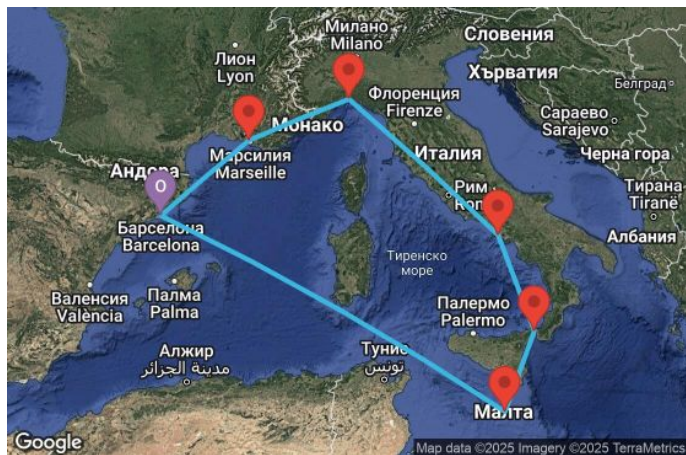 Милано
Milano
Словения
Лион
Lyon
Хърватия
Белград
Флоренция
Firenze
Монако
Сараево
Sarajevo
Марсилия
Marseille
Италия
Черна гора
Андора
Рим
Тирана
Tiranë
O
Барселона
Barcelona
Албания
Тиренско
море
Валенсия
València
Палма
Palma
Палермо
Palermo
Алжир
مدينة الجزائر
Тунис
تونس
Малта
Google
Map data ©2025 Imagery ©2025 TerraMetrics